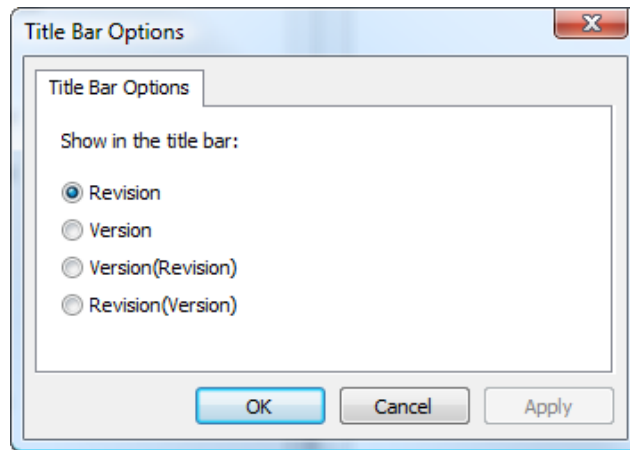 Title Bar Options
Title Bar Options
Show in the title bar:
Revision
Version
Version(Revision)
Revision(Version)
OK Cancel Apply